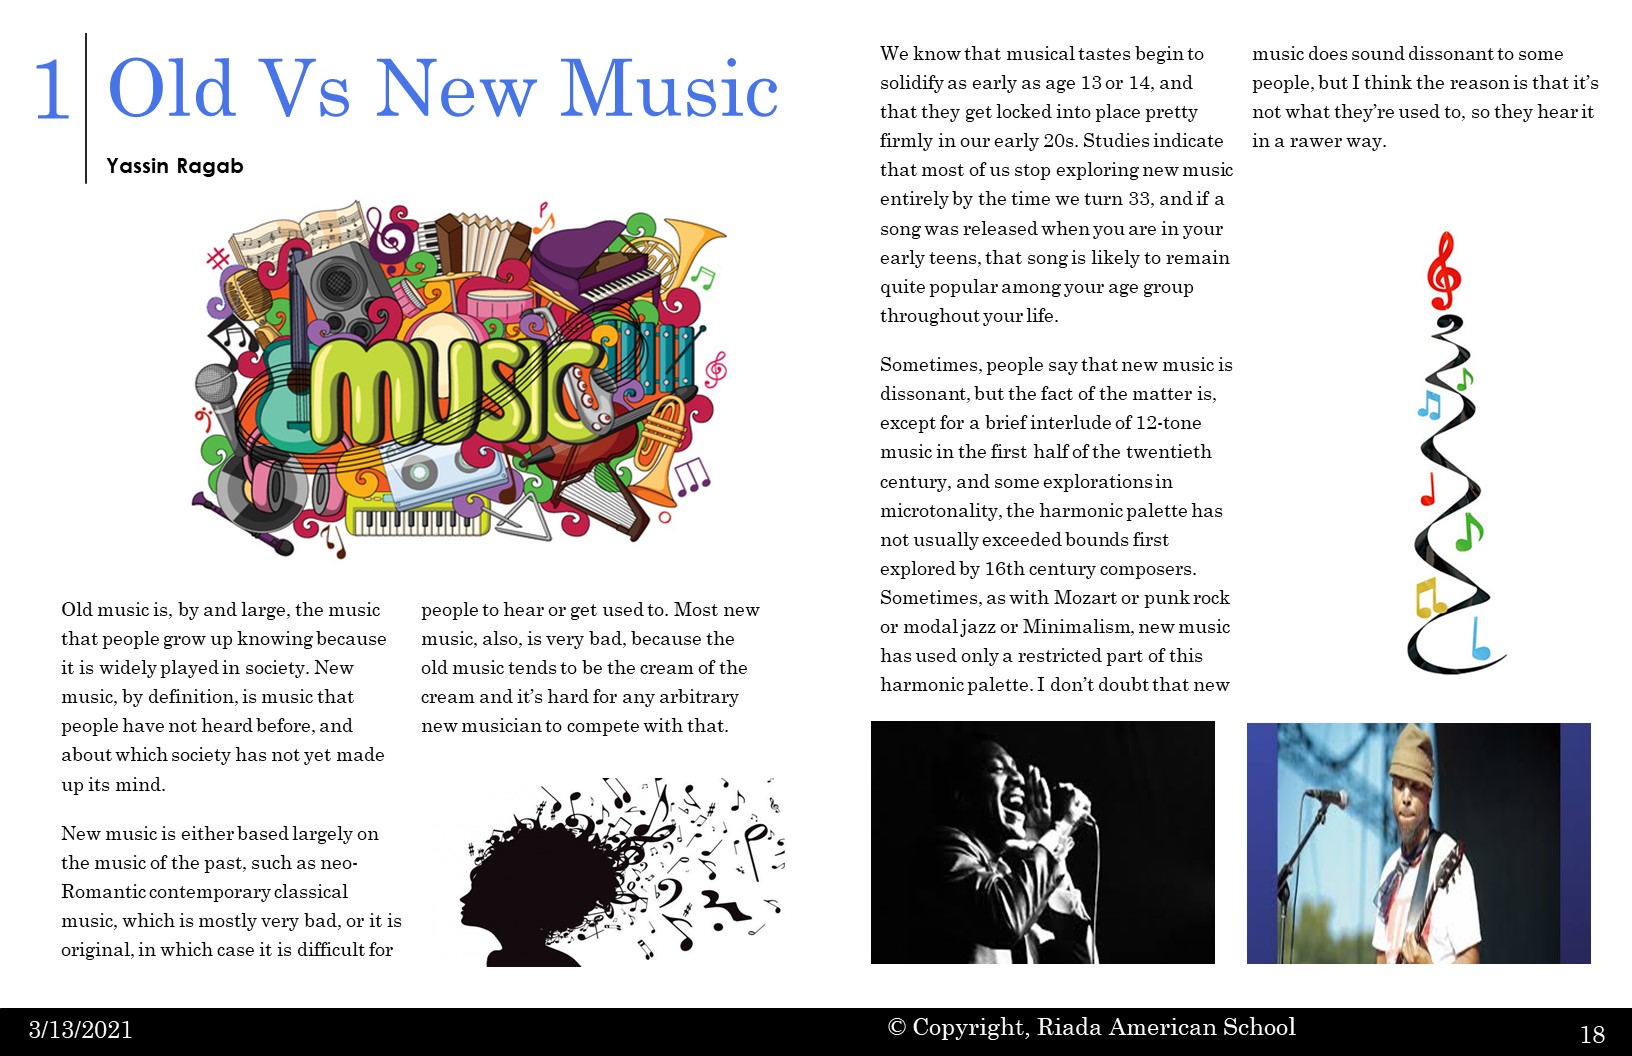 1
Old Vs New Music
Yassin Ragab
MUSIC
Old music is, by and large, the music
that people grow up knowing because
it is widely played in society. New
music, by definition, is music that
people have not heard before, and
about which society has not yet made
up its mind.
New music is either based largely on
the music of the past, such as neo-
Romantic contemporary classical
music, which is mostly very bad, or it is
original, in which case it is difficult for
people to hear or get used to. Most new
music, also, is very bad, because the
old music tends to be the cream of the
cream and it’s hard for any arbitrary
new musician to compete with that.
We know that musical tastes begin to
solidify as early as age 13 or 14, and
that they get locked into place pretty
firmly in our early 20s. Studies indicate
that most of us stop exploring new music
entirely by the time we turn 33, and if a
song was released when you are in your
early teens, that song is likely to remain
quite popular among your age group
throughout your life.
Sometimes, people say that new music is
dissonant, but the fact of the matter is,
except for a brief interlude of 12-tone
music in the first half of the twentieth
century, and some explorations in
microtonality, the harmonic palette has
not usually exceeded bounds first
explored by 16th century composers.
Sometimes, as with Mozart or punk rock
or modal jazz or Minimalism, new music
has used only a restricted part of this
harmonic palette. I don’t doubt that new
music does sound dissonant to some
people, but I think the reason is that it’s
not what they’re used to, so they hear it
in a rawer way.
3/13/2021
© Copyright, Riada American School
18